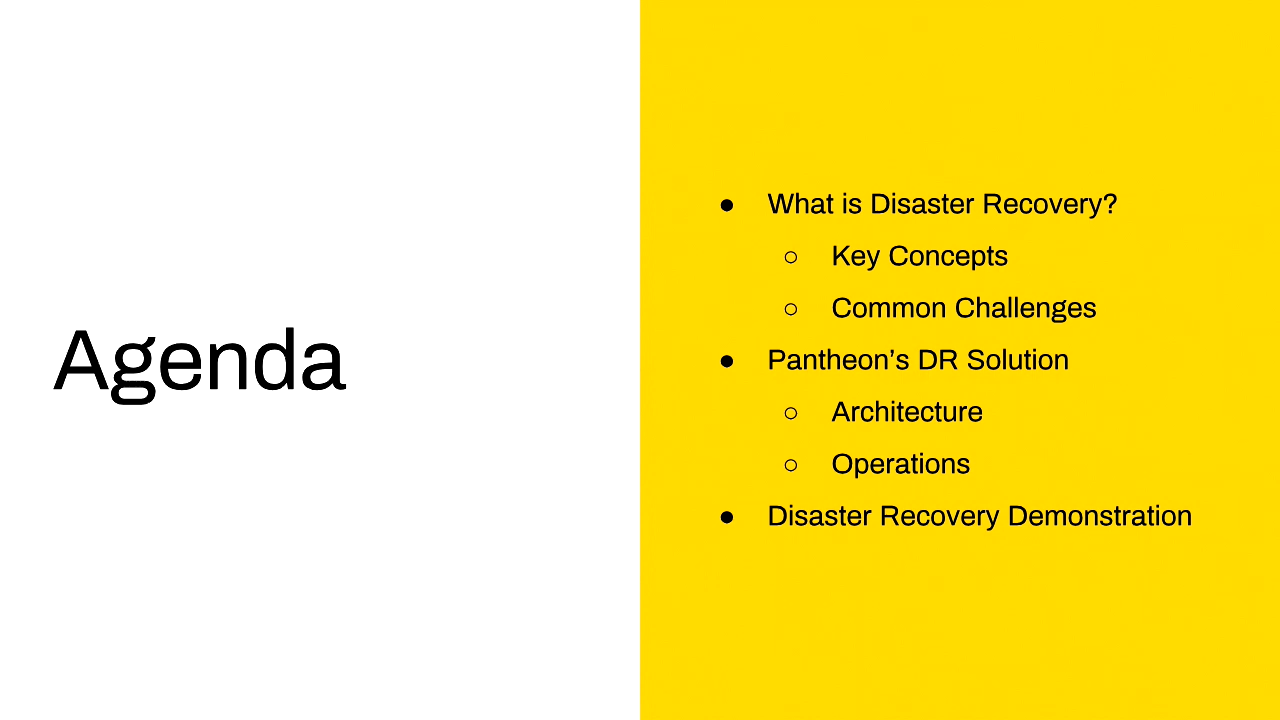 Agenda
● What is Disaster Recovery?
○ Key Concepts
○ Common Challenges
● Pantheon’s DR Solution
○ Architecture
○ Operations
● Disaster Recovery Demonstration